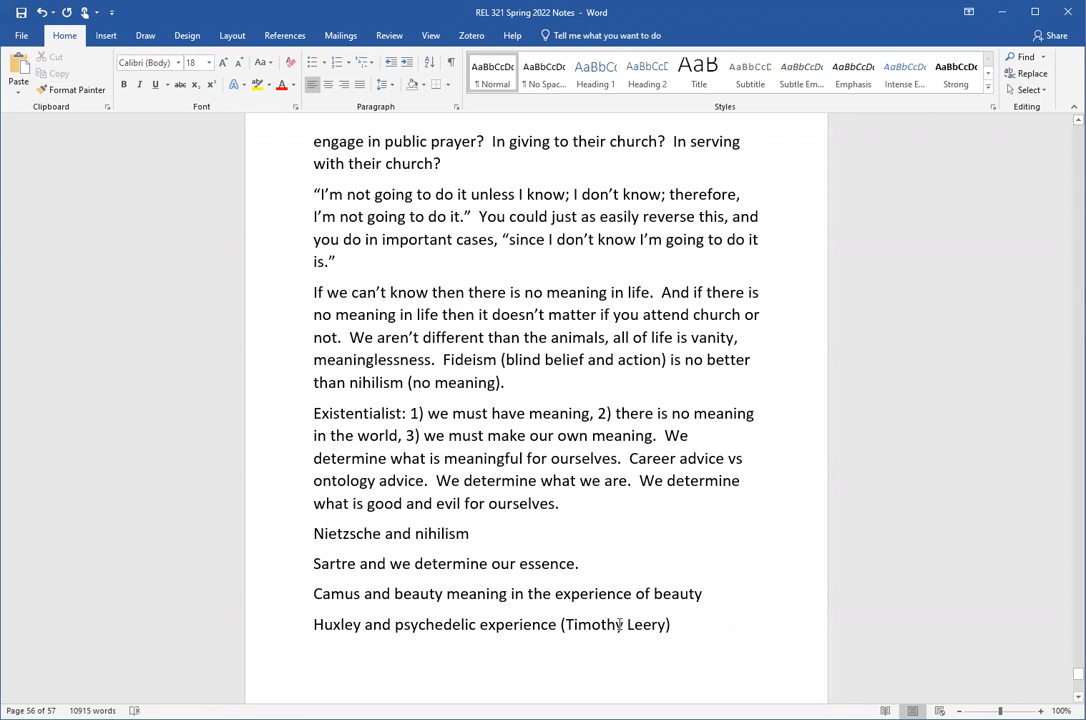 REL 321 Spring 2022 Notes - Word
File Home Insert Draw Design Layout References Mailings Review View Zotero Help Tell me what you want to do Share
Paste Cut Copy Format Painter
Calibri (Body) 18
AaBbCcDc AaBbCcDc AaBbC AaBbCcD AaB AaBbCcD AaBbCcDc AaBbCcDc AaBbCcDc AaBbCcDc
¶ Normal ¶ No Spac... Heading 1 Heading 2 Title Subtitle Subtle Em... Emphasis Intense E... Strong
Find Replace Select
Clipboard Font Paragraph Styles Editing
engage in public prayer? In giving to their church? In serving
with their church?
“I’m not going to do it unless I know; I don’t know; therefore,
I’m not going to do it.” You could just as easily reverse this, and
you do in important cases, “since I don’t know I’m going to do it
is.”
If we can’t know then there is no meaning in life. And if there is
no meaning in life then it doesn’t matter if you attend church or
not. We aren’t different than the animals, all of life is vanity,
meaninglessness. Fideism (blind belief and action) is no better
than nihilism (no meaning).
Existentialist: 1) we must have meaning, 2) there is no meaning
in the world, 3) we must make our own meaning. We
determine what is meaningful for ourselves. Career advice vs
ontology advice. We determine what we are. We determine
what is good and evil for ourselves.
Nietzsche and nihilism
Sartre and we determine our essence.
Camus and beauty meaning in the experience of beauty
Huxley and psychedelic experience (Timothy Leery)
Page 56 of 57 10915 words 100%